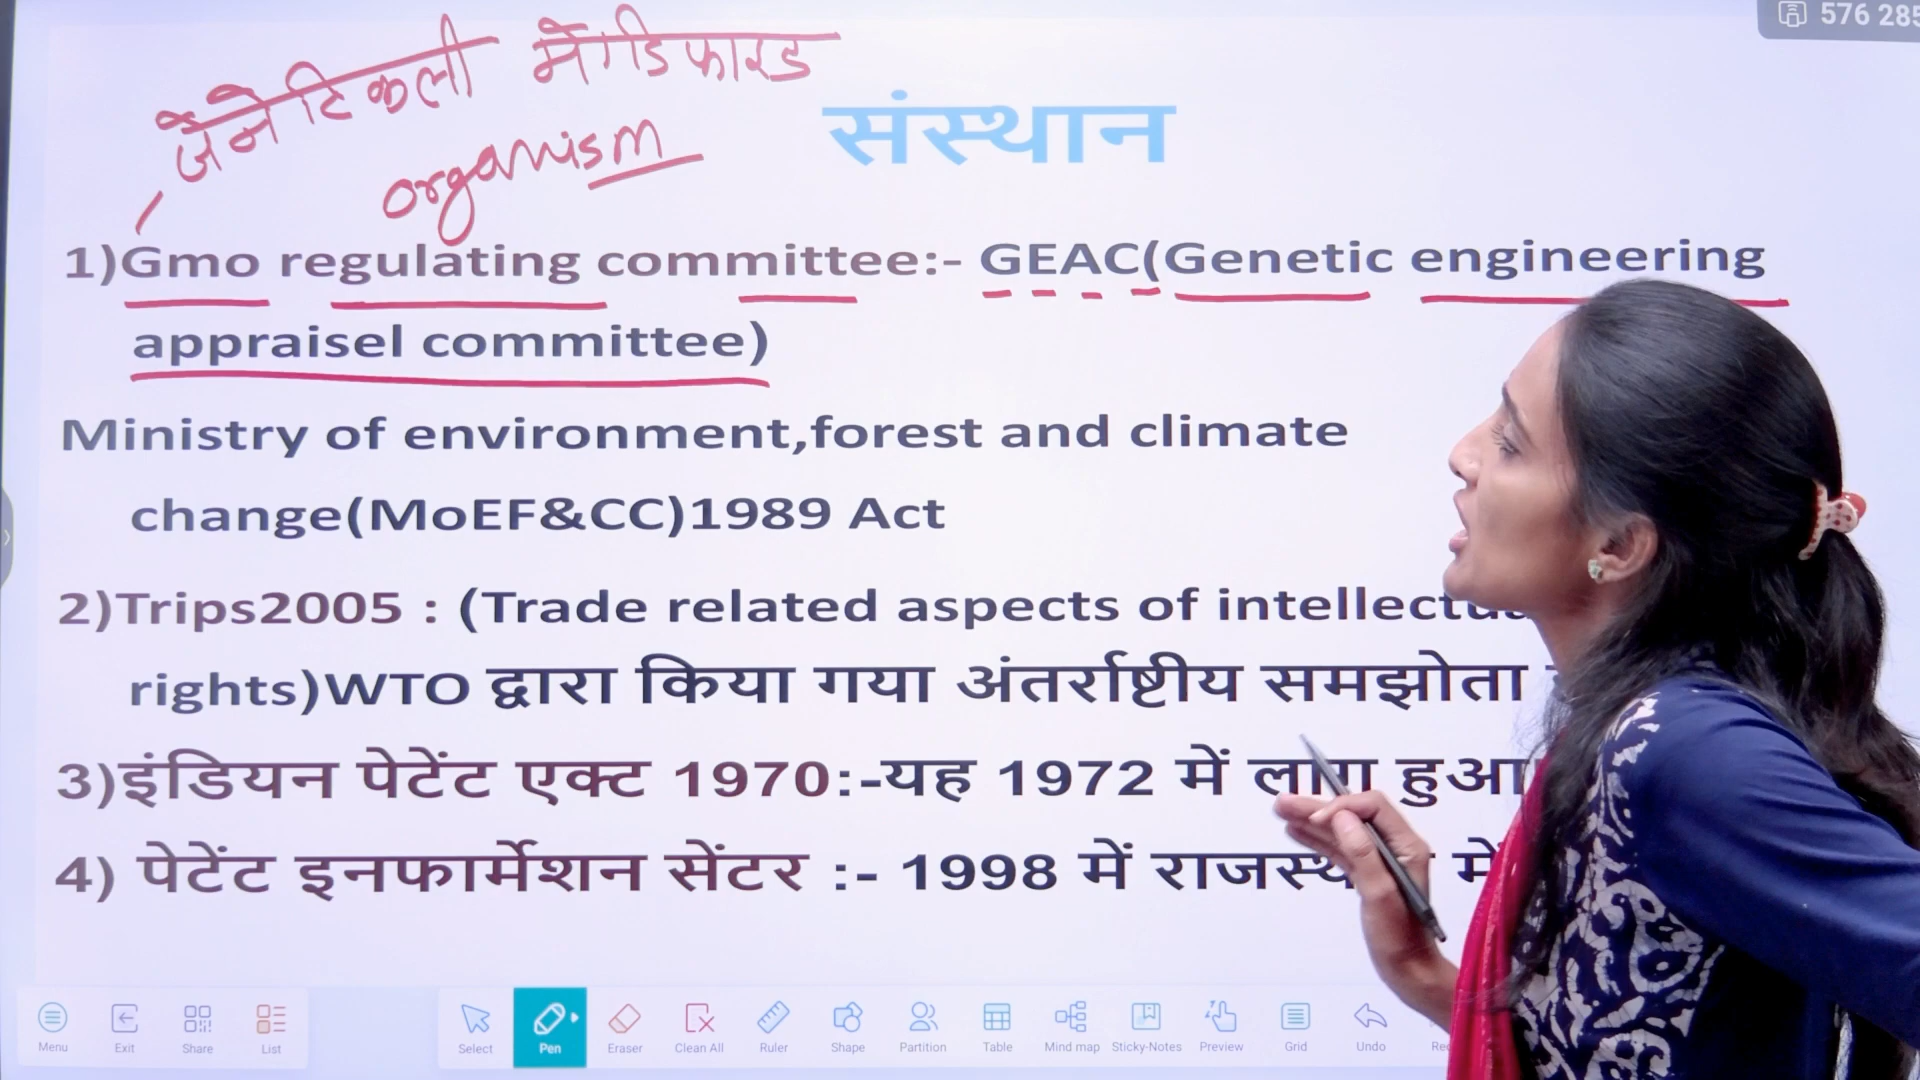 576 285
जेनेटिकली मॉडिफाइड
organism
संस्थान
1)Gmo regulating committee:- GEAC(Genetic engineering
appraisel committee)
Ministry of environment,forest and climate
change(MoEF&CC)1989 Act
2)Trips2005 : (Trade related aspects of
rights)WTO द्वारा किया गया अंतर्राष्ट्रीय समझोता
3)इंडियन पेटेंट एक्ट 1970:-यह 1972 में लागू हुआ
4) पेटेंट इनफार्मेशन सेंटर :- 1998 में में
Menu Exit Share List Select Pen Eraser Clean All Ruler Shape Partition Table Mind map Sticky-Notes Preview Grid Undo